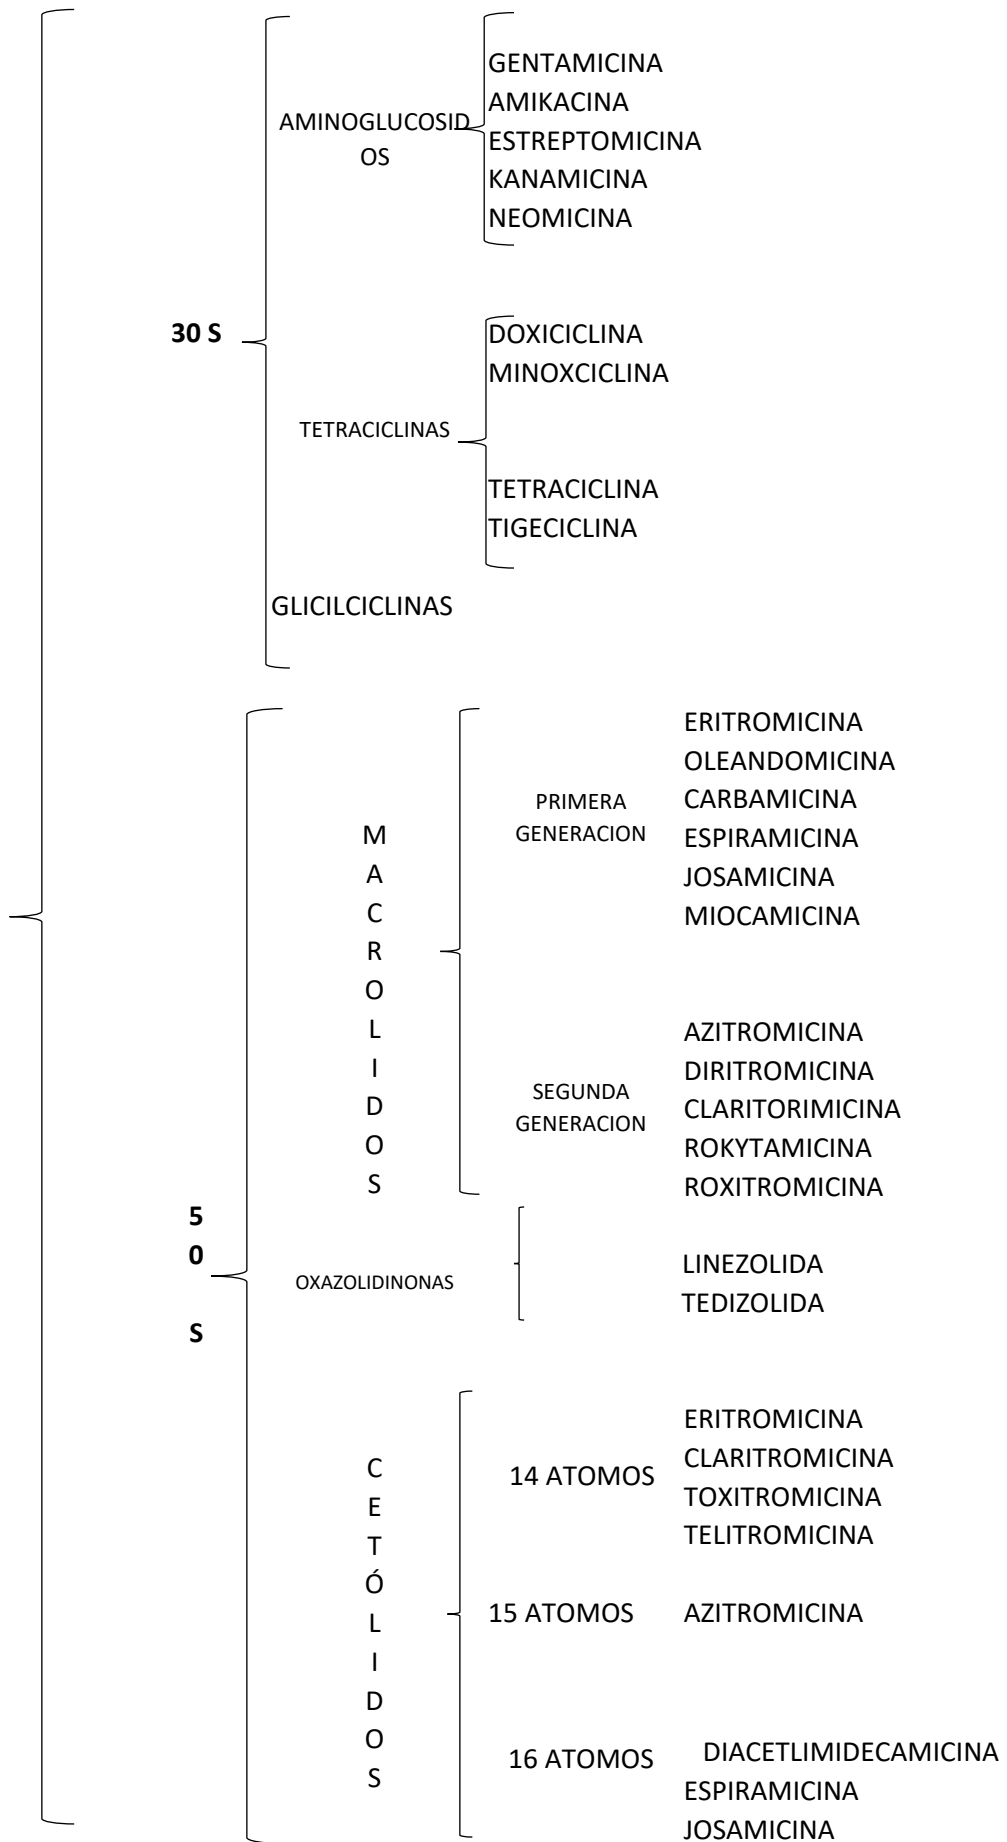 30 S
AMINOGLUCOSID
OS
GENTAMICINA
AMIKACINA
ESTREPTOMICINA
KANAMICINA
NEOMICINA
TETRACICLINAS
DOXICICLINA
MINOXCICLINA
TETRACICLINA
TIGECICLINA
GLICILCICLINAS
5
0
S
M
A
C
R
O
L
I
D
O
S
PRIMERA
GENERACION
ERITROMICINA
OLEANDOMICINA
CARBAMICINA
ESPIRAMICINA
JOSAMICINA
MIOCAMICINA
SEGUNDA
GENERACION
AZITROMICINA
DIRITROMICINA
CLARITORIMICINA
ROKYTAMICINA
ROXITROMICINA
OXAZOLIDINONAS
LINEZOLIDA
TEDIZOLIDA
C
E
T
Ó
L
I
D
O
S
14 ATOMOS
ERITROMICINA
CLARITROMICINA
TOXITROMICINA
TELITROMICINA
15 ATOMOS
AZITROMICINA
16 ATOMOS
DIACETLIMIDECAMICINA
ESPIRAMICINA
JOSAMICINA